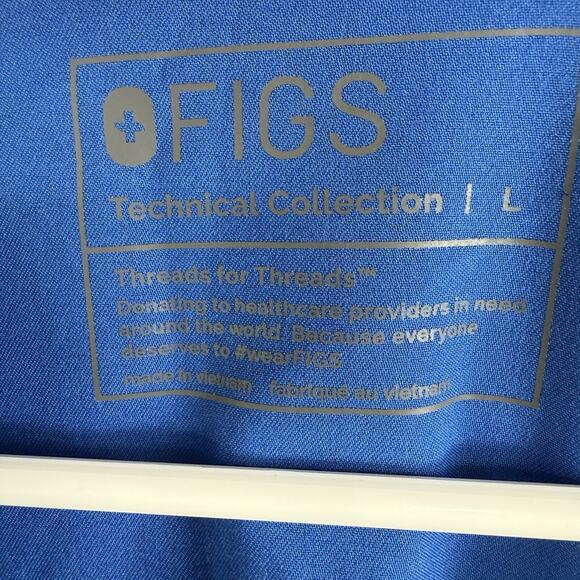 FIGS
Technical Collection | L
Threads for Threads™
Donating to healthcare providers in need
around the world. Because everyone
deserves to #wearFIGS
made in vietnam fabriqué au vietnam